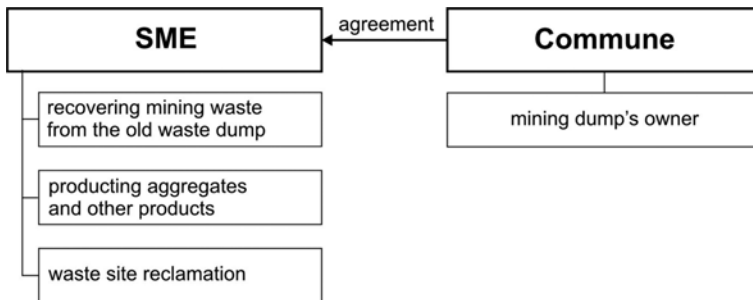 SME
agreement
Commune
recovering mining waste
from the old waste dump
mining dump's owner
producting aggregates
and other products
waste site reclamation